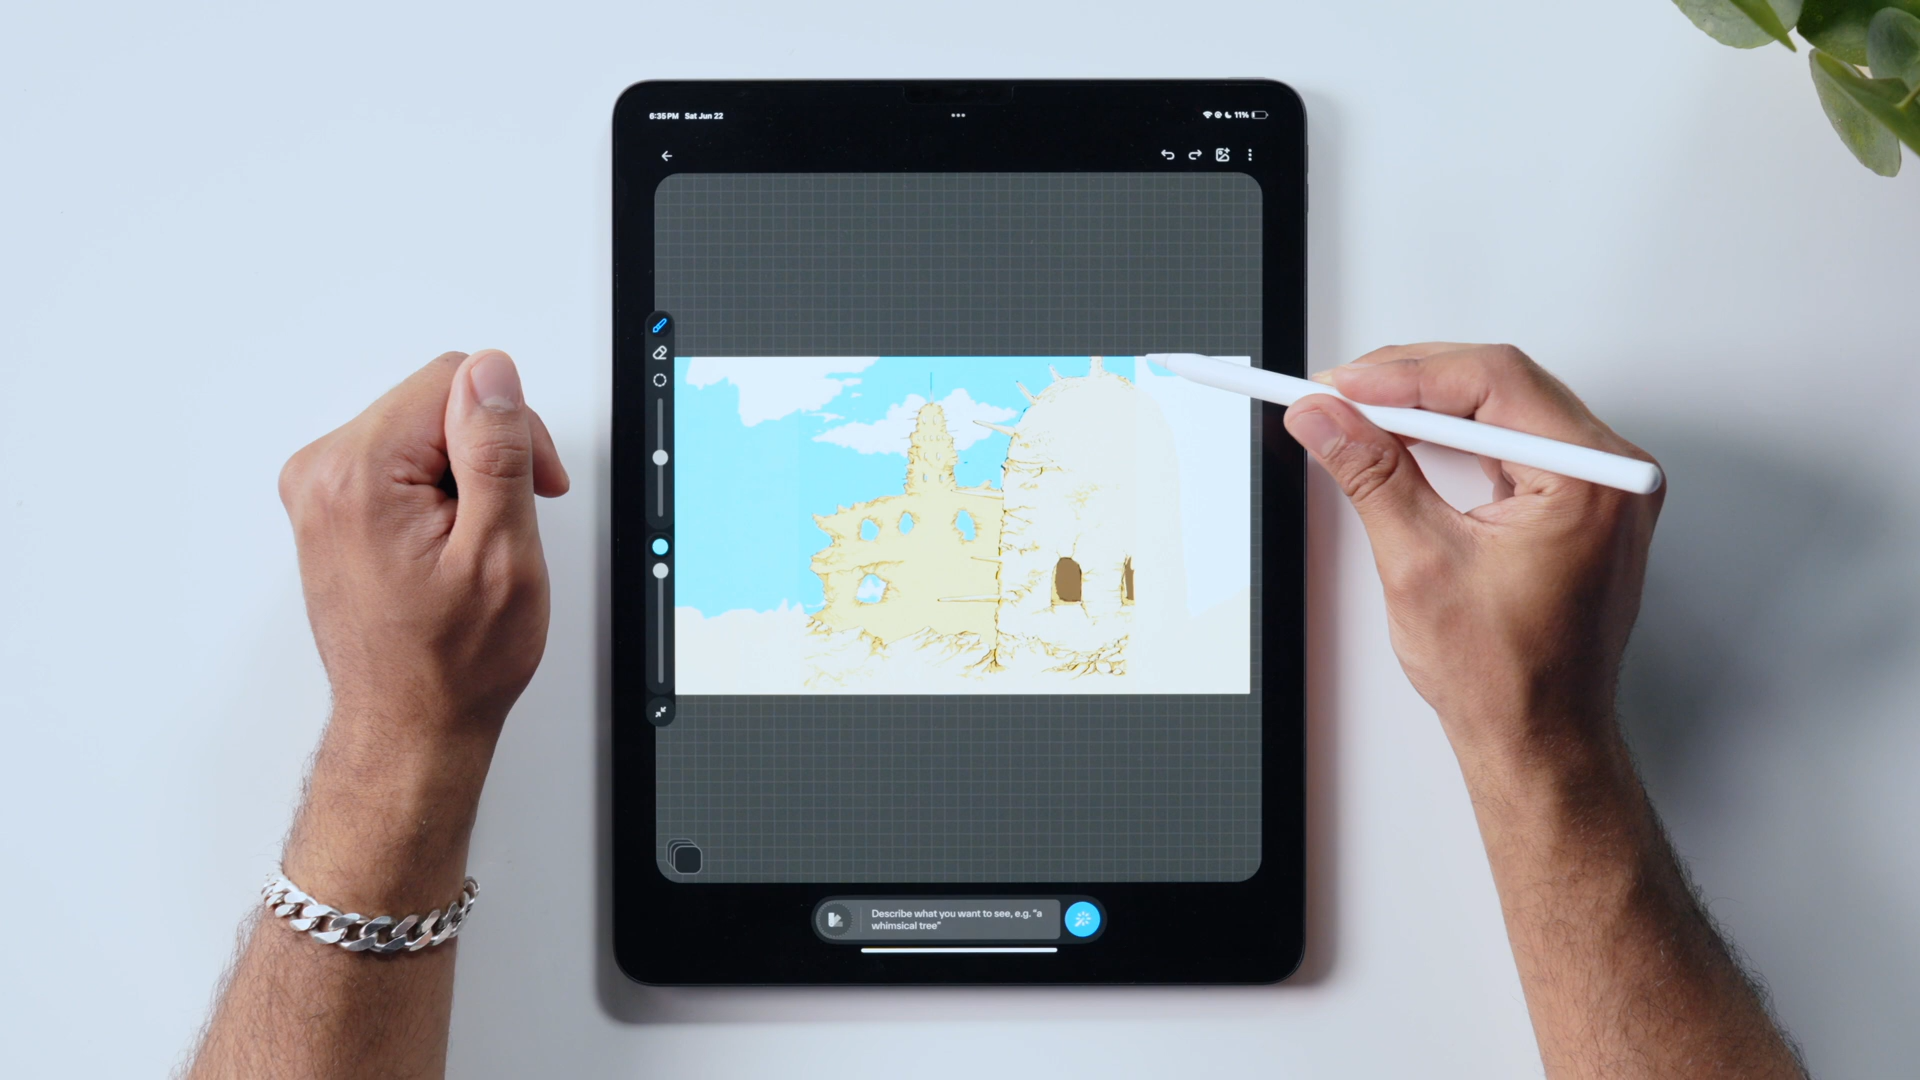 6:35 PM Sat Jun 22
11%
Describe what you want to see, e.g. "a
whimsical tree"